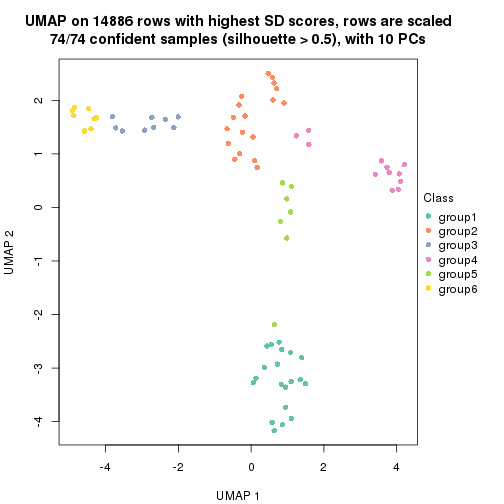 UMAP on 14886 rows with highest SD scores, rows are scaled
74/74 confident samples (silhouette > 0.5), with 10 PCs
2
1
0
-1
-2
-3
-4
UMAP 2
-4
-2
0
2
4
UMAP 1
Class
group1
group2
group3
group4
group5
group6